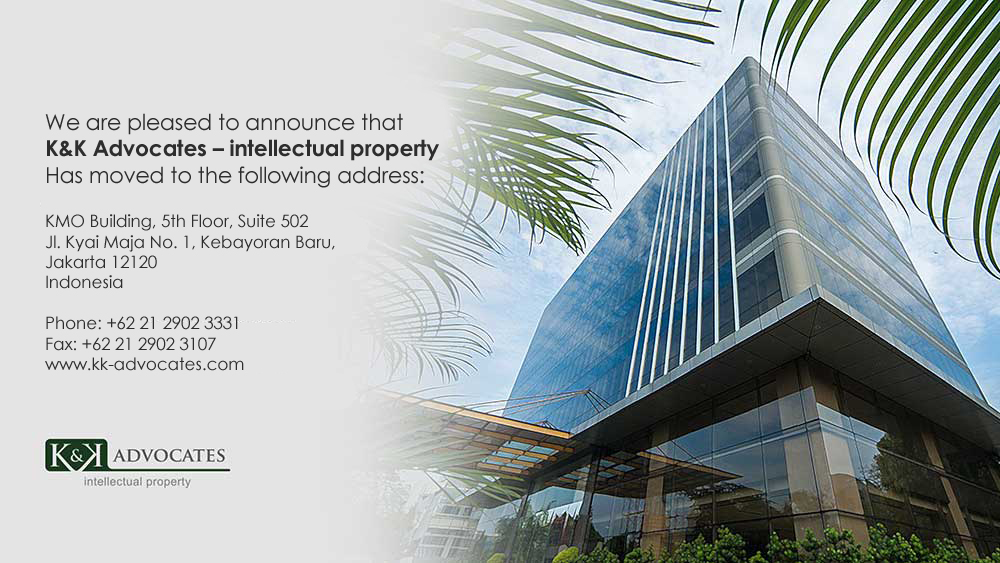 We are pleased to announce that
K&K Advocates – intellectual property
Has moved to the following address:
KMO Building, 5th Floor, Suite 502
Jl. Kyai Maja No. 1, Kebayoran Baru,
Jakarta 12120
Indonesia
Phone: +62 21 2902 3331
Fax: +62 21 2902 3107
www.kk-advocates.com
K&K ADVOCATES
intellectual property